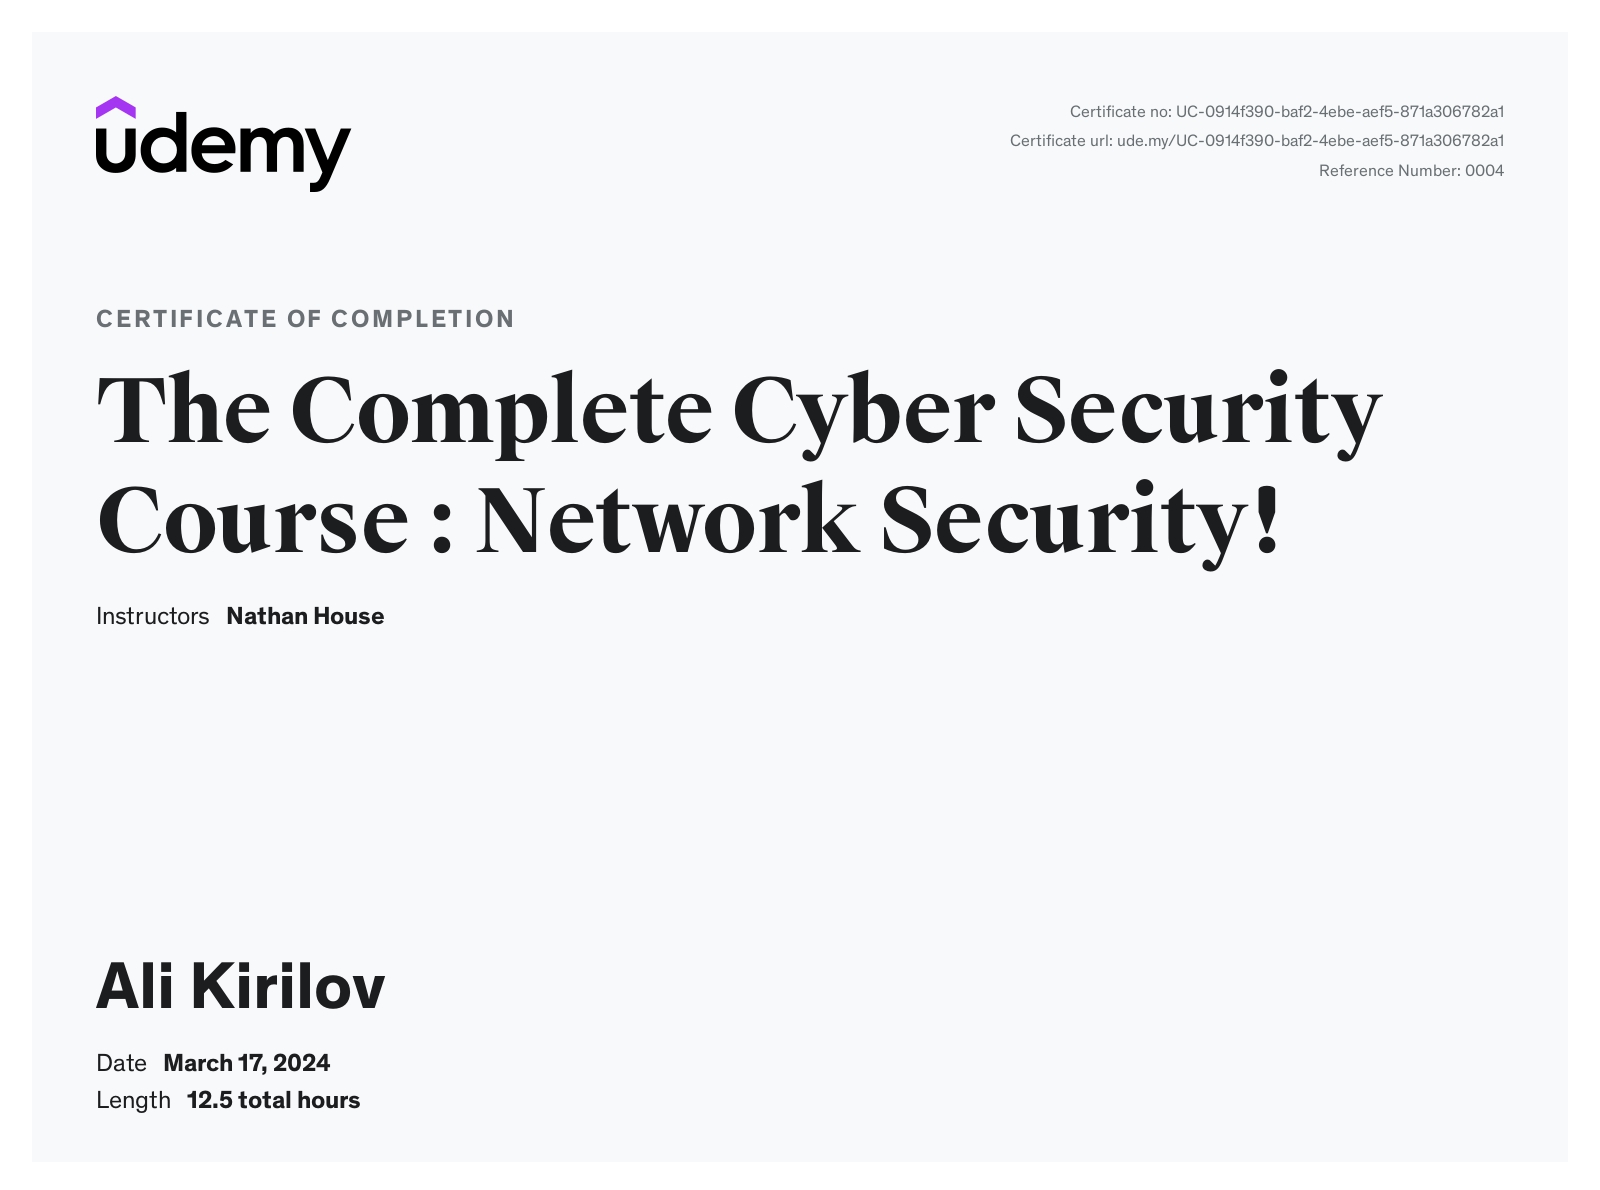 udemy
Certificate no: UC-0914f390-baf2-4ebe-aef5-871a306782a1
Certificate url: ude.my/UC-0914f390-baf2-4ebe-aef5-871a306782a1
Reference Number: 0004
CERTIFICATE OF COMPLETION
The Complete Cyber Security
Course : Network Security!
Instructors Nathan House
Ali Kirilov
Date March 17, 2024
Length 12.5 total hours